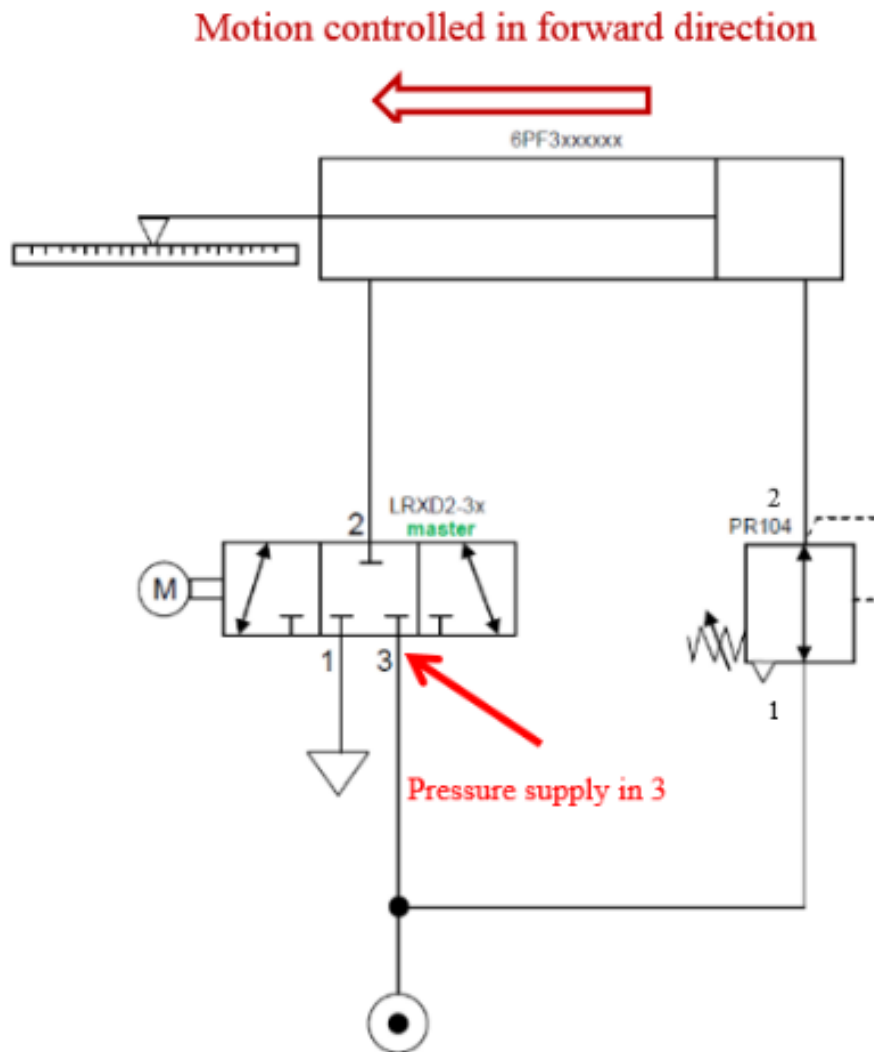 Motion controlled in forward direction
6PF3xxxxxx
LRXD2-3x
2
master
2
PR104
M
1
3
1
Pressure supply in 3